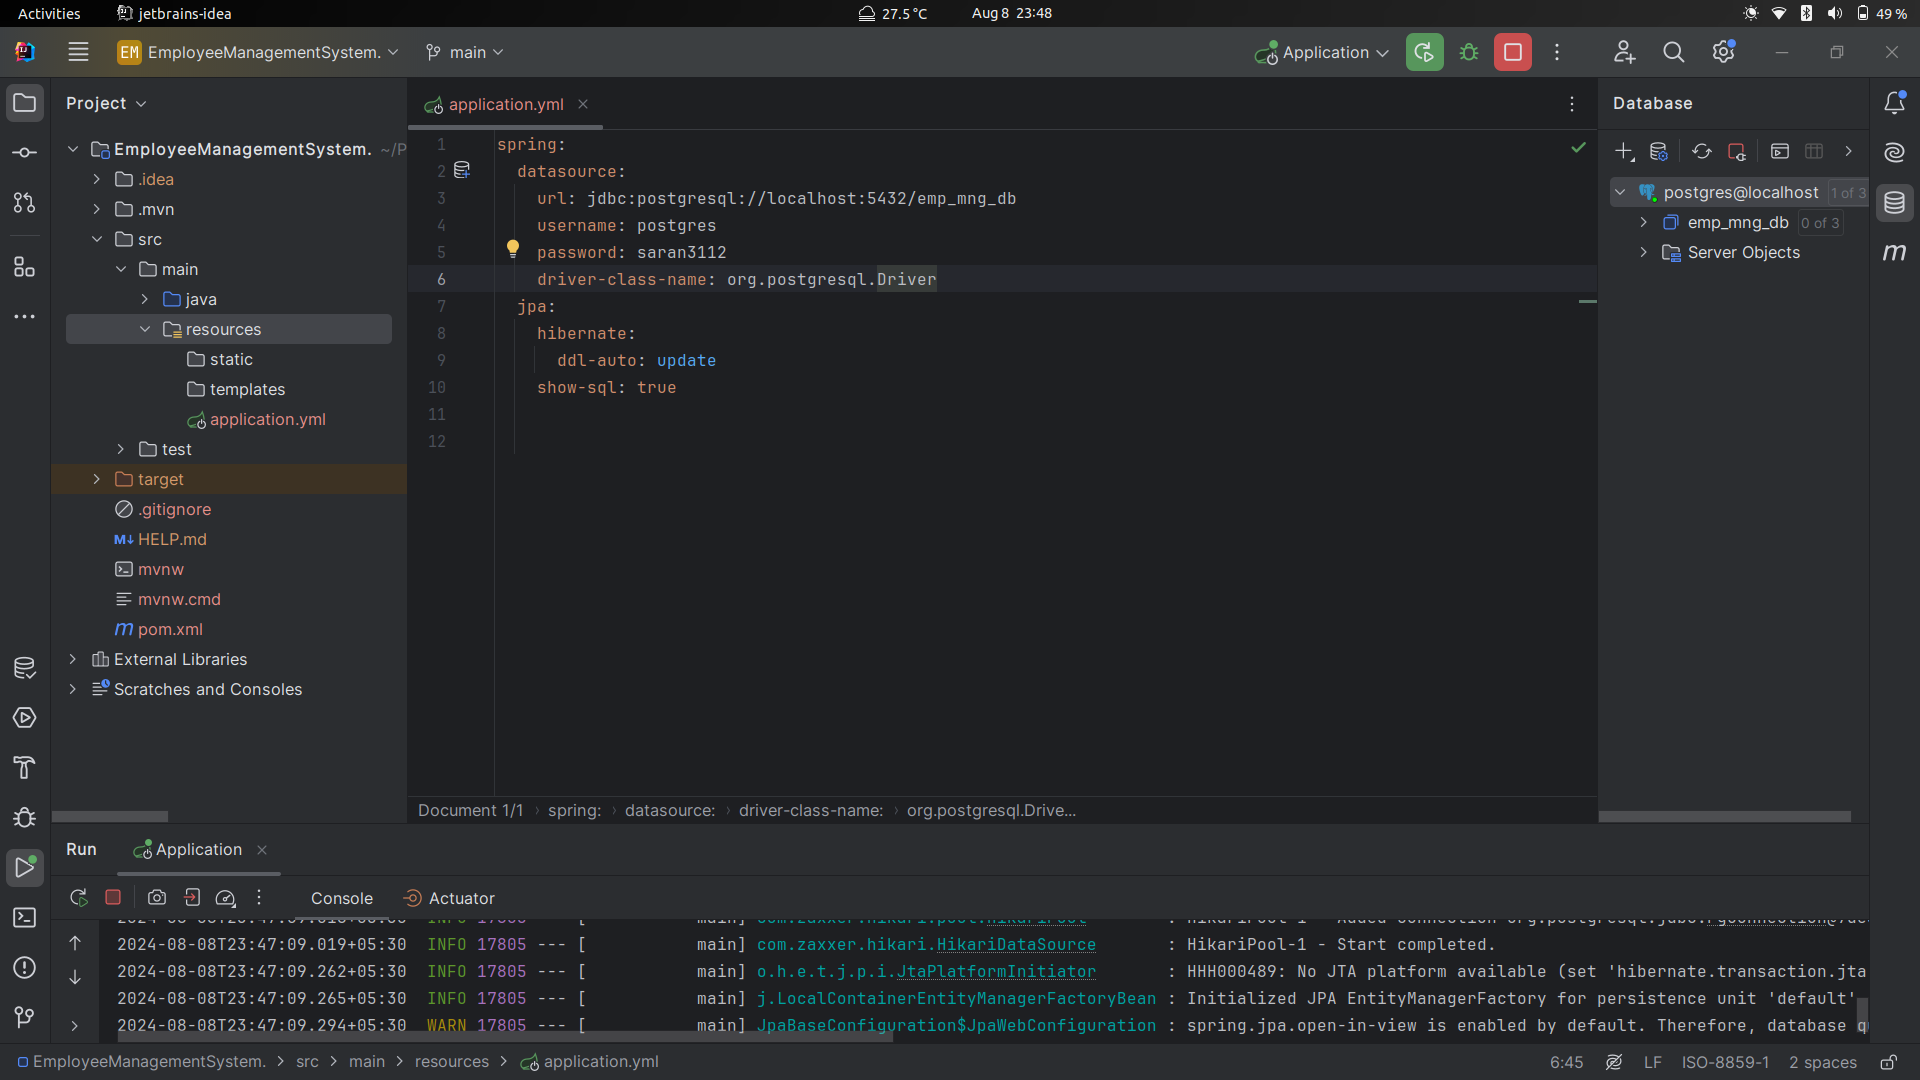 Activities jetbrains-idea 27.5 °C Aug 8 23:48 49 %
EM EmployeeManagementSystem. main Application
Project
EmployeeManagementSystem. ~/P
.idea
.mvn
src
main
java
resources
static
templates
application.yml
test
target
.gitignore
M↓ HELP.md
mvnw
mvnw.cmd
m pom.xml
External Libraries
Scratches and Consoles
application.yml
1 spring:
2 datasource:
3 url: jdbc:postgresql://localhost:5432/emp_mng_db
4 username: postgres
5 password: saran3112
6 driver-class-name: org.postgresql.Driver
7 jpa:
8 hibernate:
9 ddl-auto: update
10 show-sql: true
11
12
Document 1/1 › spring: › datasource: › driver-class-name: › org.postgresql.Drive...
Database
postgres@localhost 1 of 3
emp_mng_db 0 of 3
Server Objects
m
Run Application
Console Actuator
2024-08-08T23:47:09.019+05:30 INFO 17805 --- [ main] com.zaxxer.hikari.HikariDataSource : HikariPool-1 - Start completed.
2024-08-08T23:47:09.262+05:30 INFO 17805 --- [ main] o.h.e.t.j.p.i.JtaPlatformInitiator : HHH000489: No JTA platform available (set 'hibernate.transaction.jta
2024-08-08T23:47:09.265+05:30 INFO 17805 --- [ main] j.LocalContainerEntityManagerFactoryBean : Initialized JPA EntityManagerFactory for persistence unit 'default'
2024-08-08T23:47:09.294+05:30 WARN 17805 --- [ main] JpaBaseConfiguration$JpaWebConfiguration : spring.jpa.open-in-view is enabled by default. Therefore, database
EmployeeManagementSystem. > src > main > resources > application.yml 6:45 LF ISO-8859-1 2 spaces